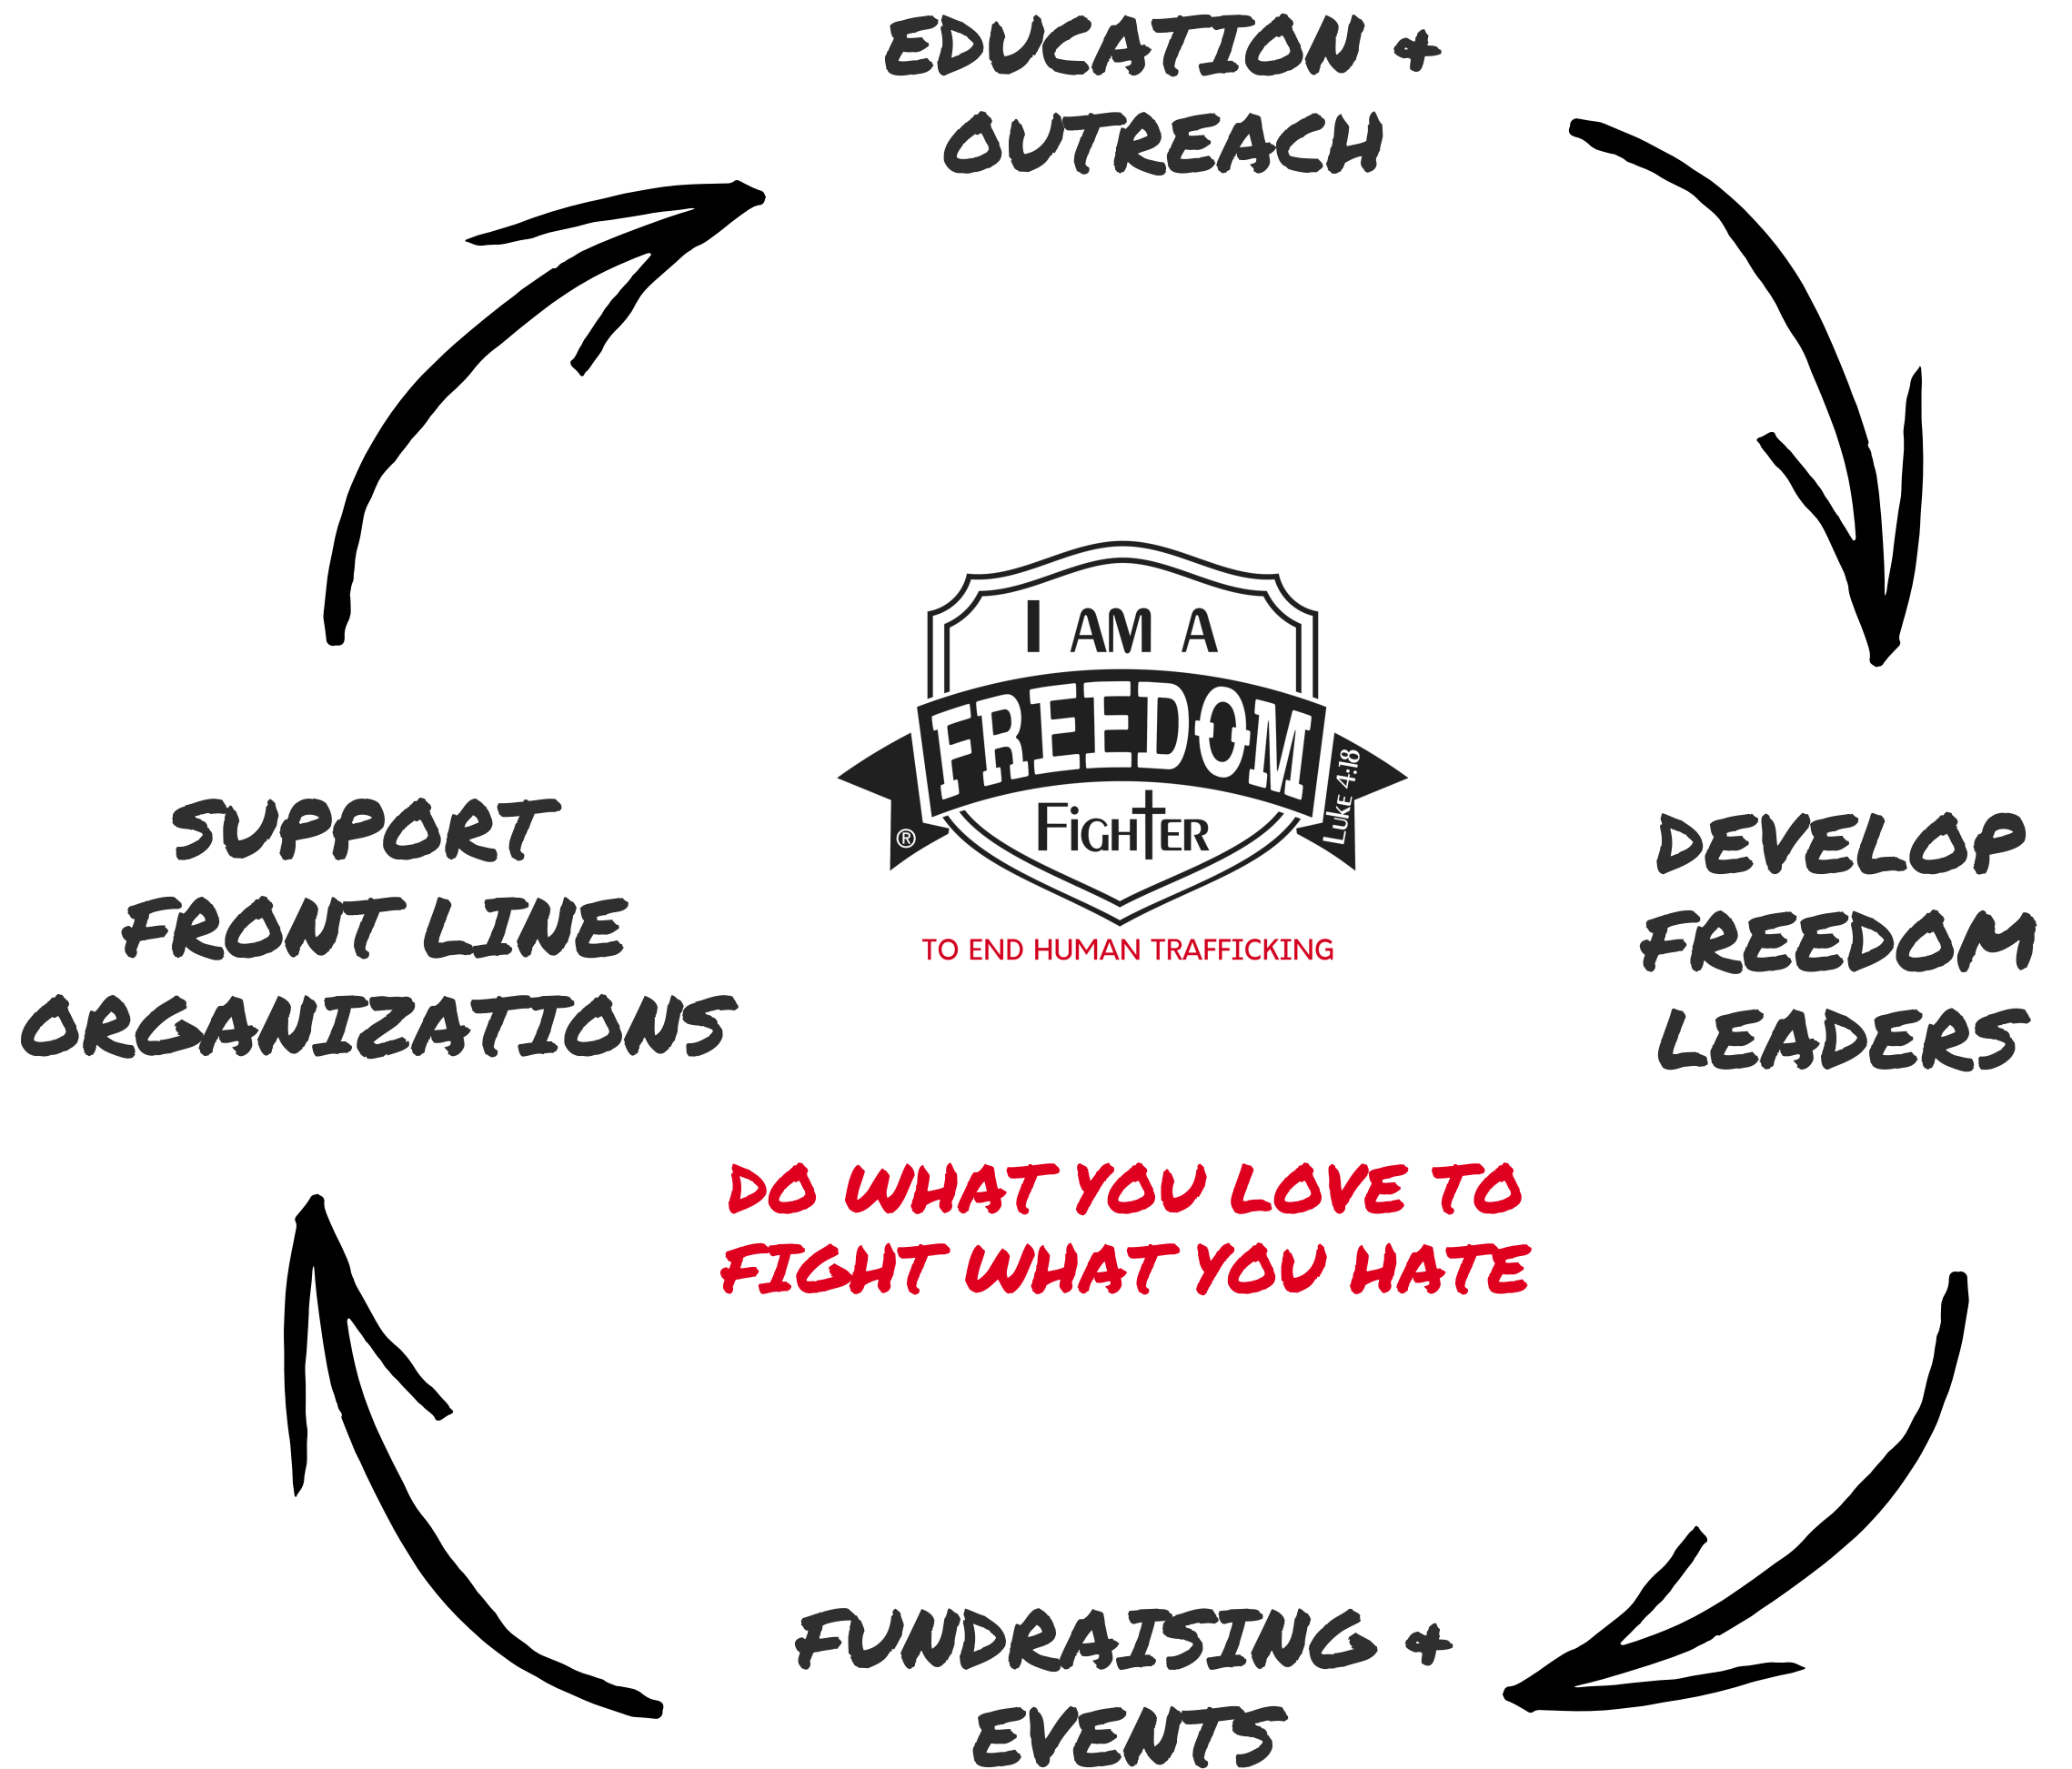 EDUCATION +
OUTREACH
I AM A
FREEDOM
FigHTER
®
LUKE 4:18
TO END HUMAN TRAFFICKING
SUPPORT
FRONT LINE
ORGANIZATIONS
DEVELOP
FREEDOM
LEADERS
DO WHAT YOU LOVE TO
FIGHT WHAT YOU HATE
FUNDRAISING +
EVENTS